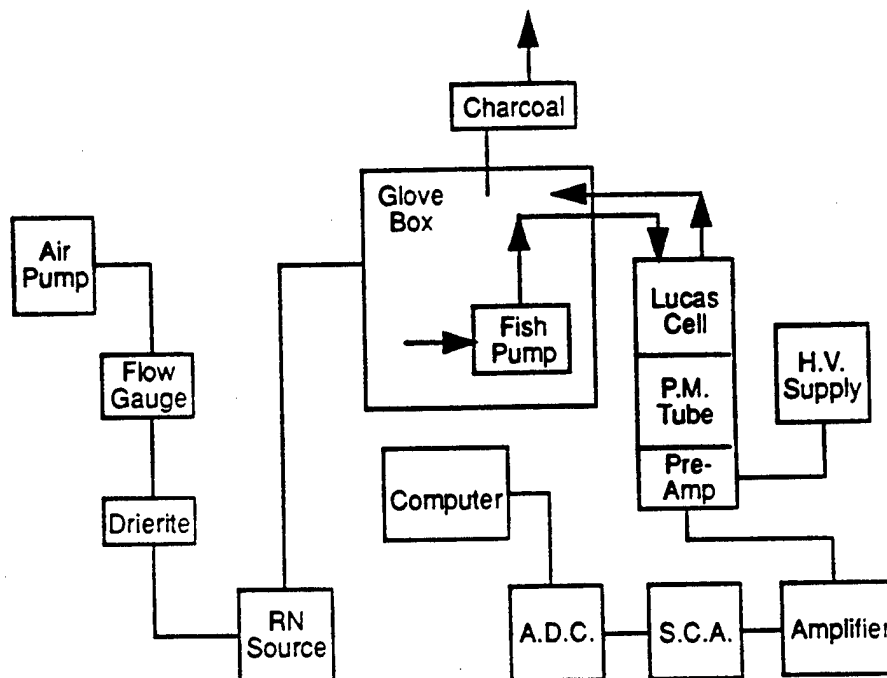 Charcoal
Glove
Box
Air
Pump
Lucas
Cell
Fish
Pump
H.V.
Supply
Flow
Gauge
P.M.
Tube
Pre-
Amp
Computer
Drierite
RN
Source
A.D.C.
S.C.A.
Amplifier